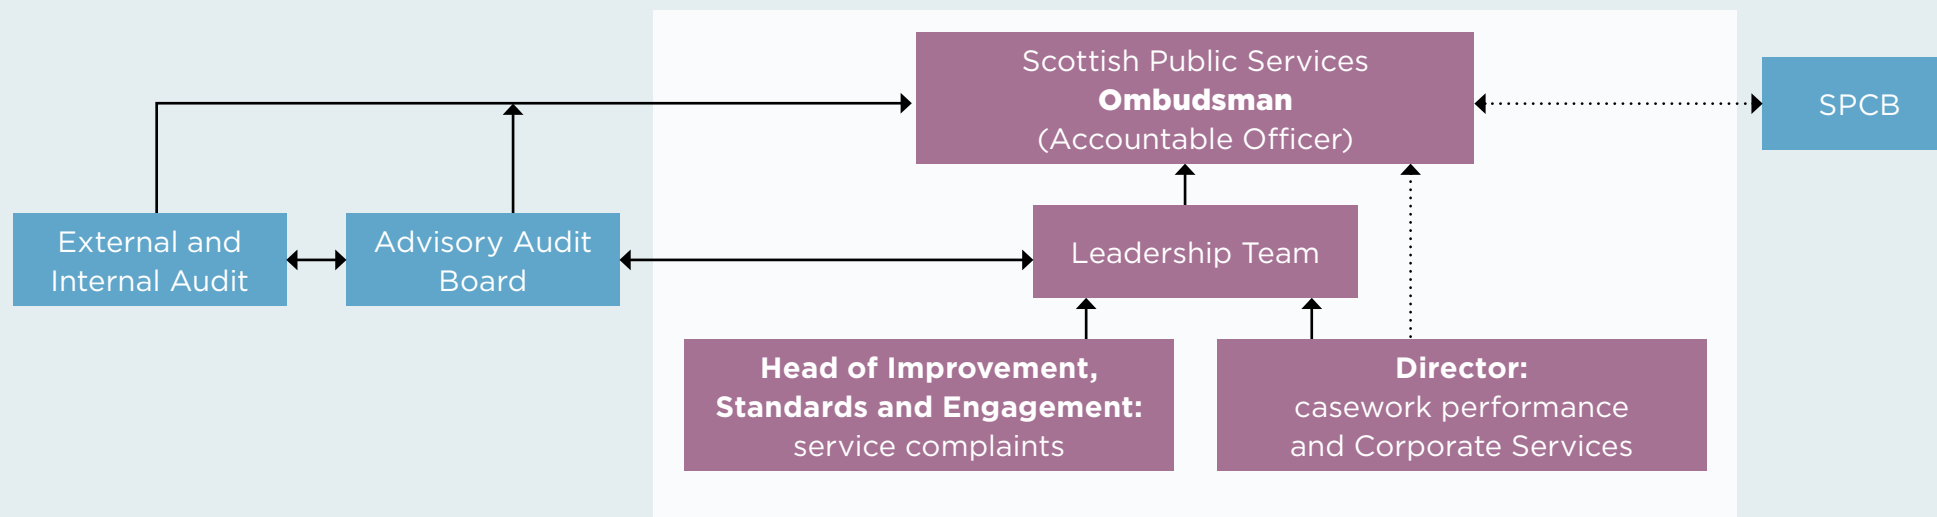 Scottish Public Services
Ombudsman
(Accountable Officer)
SPCB
External and
Internal Audit
Advisory Audit
Board
Leadership Team
Head of Improvement,
Standards and Engagement:
service complaints
Director:
casework performance
and Corporate Services